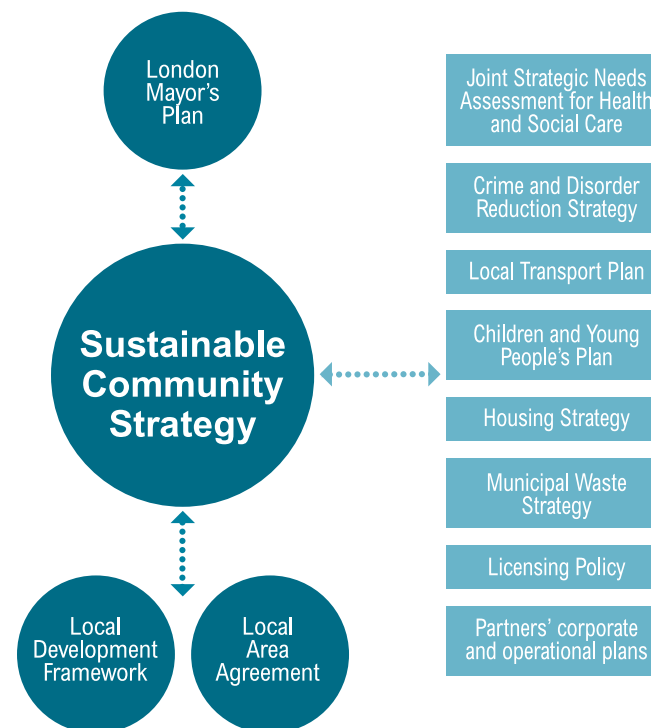 London
Mayor's
Plan
Sustainable
Community
Strategy
Local
Development
Framework
Local
Area
Agreement
Joint Strategic Needs
Assessment for Health
and Social Care
Crime and Disorder
Reduction Strategy
Local Transport Plan
Children and Young
People's Plan
Housing Strategy
Municipal Waste
Strategy
Licensing Policy
Partners' corporate
and operational plans